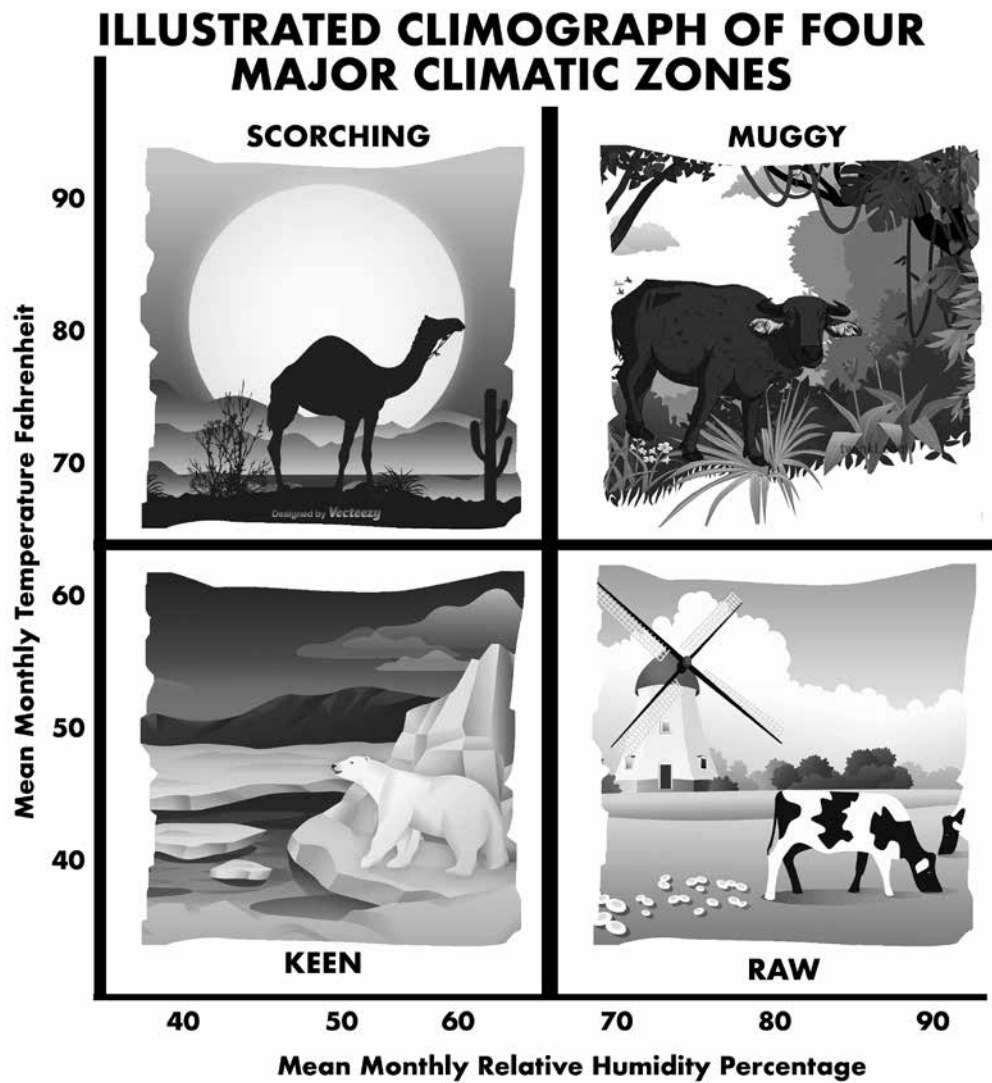 ILLUSTRATED CLIMOGRAPH OF FOUR
MAJOR CLIMATIC ZONES
SCORCHING
MUGGY
90
80
70
60
50
40
Mean Monthly Temperature Fahrenheit
Designed by Vecteezy
KEEN
RAW
40 50 60 70 80 90
Mean Monthly Relative Humidity Percentage